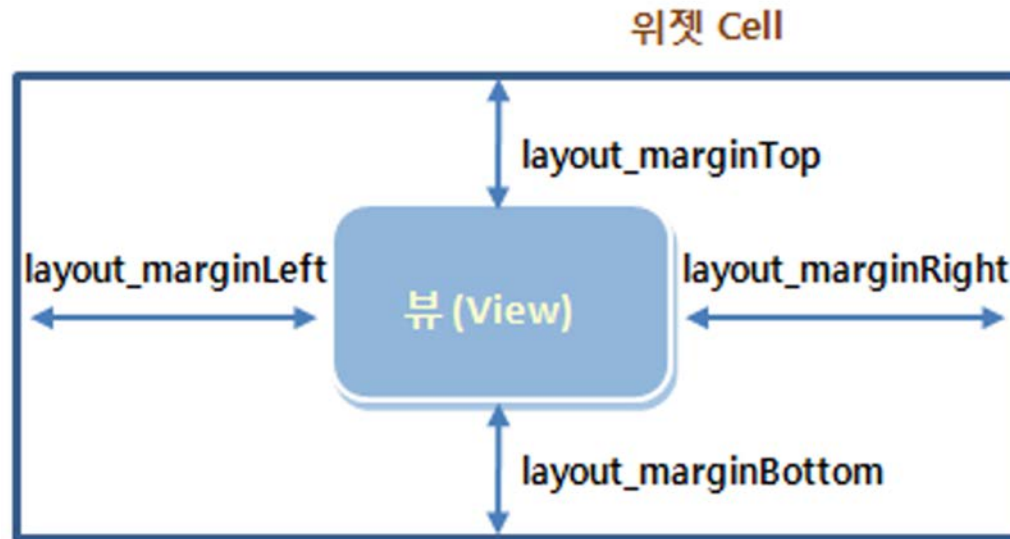 위젯 Cell
layout_marginTop
layout_marginLeft
layout_marginRight
뷰 (View)
layout_marginBottom